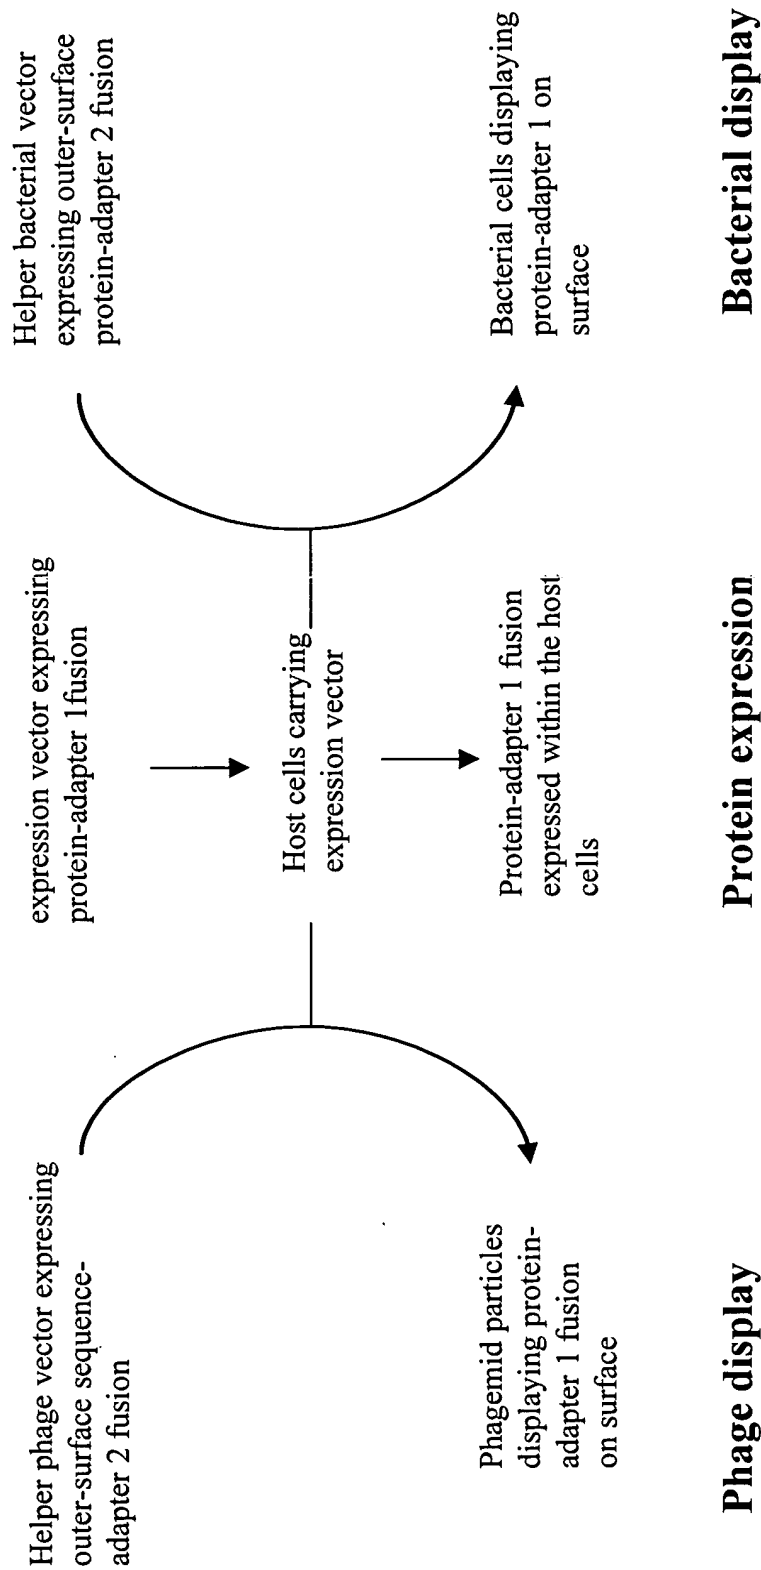 Helper phage vector expressing
outer-surface sequence-
adapter 2 fusion
expression vector expressing
protein-adapter 1fusion
Helper bacterial vector
expressing outer-surface
protein-adapter 2 fusion
Host cells carrying
expression vector
Phagemid particles
displaying protein-
adapter 1 fusion
on surface
Protein-adapter 1 fusion
expressed within the host
cells
Bacterial cells displaying
protein-adapter 1 on
surface
Phage display
Protein expression
Bacterial display